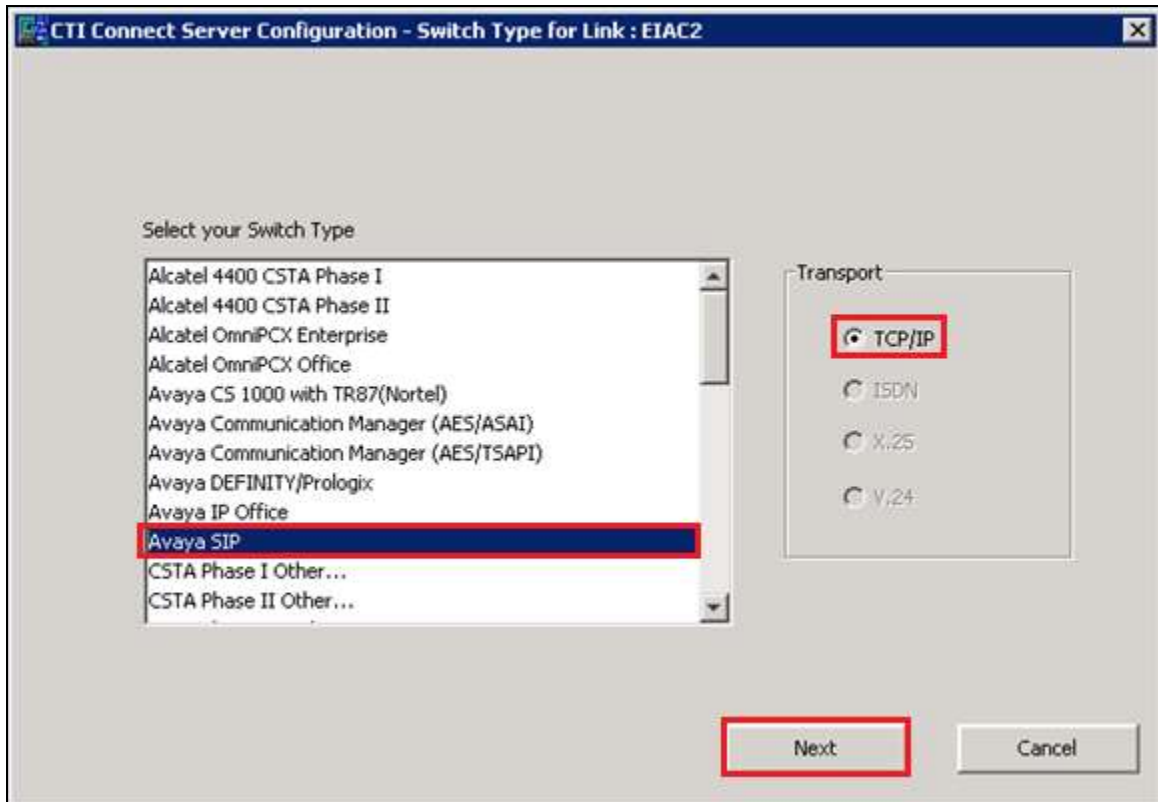 CTI Connect Server Configuration - Switch Type for Link : EIAC2
Select your Switch Type
Alcatel 4400 CSTA Phase I
Alcatel 4400 CSTA Phase II
Alcatel OmniPCX Enterprise
Alcatel OmniPCX Office
Avaya CS 1000 with TR87(Nortel)
Avaya Communication Manager (AES/ASAI)
Avaya Communication Manager (AES/TSAPI)
Avaya DEFINITY/Prologix
Avaya IP Office
Avaya SIP
CSTA Phase I Other...
CSTA Phase II Other...
Transport
TCP/IP
ISDN
X.25
V.24
Next
Cancel